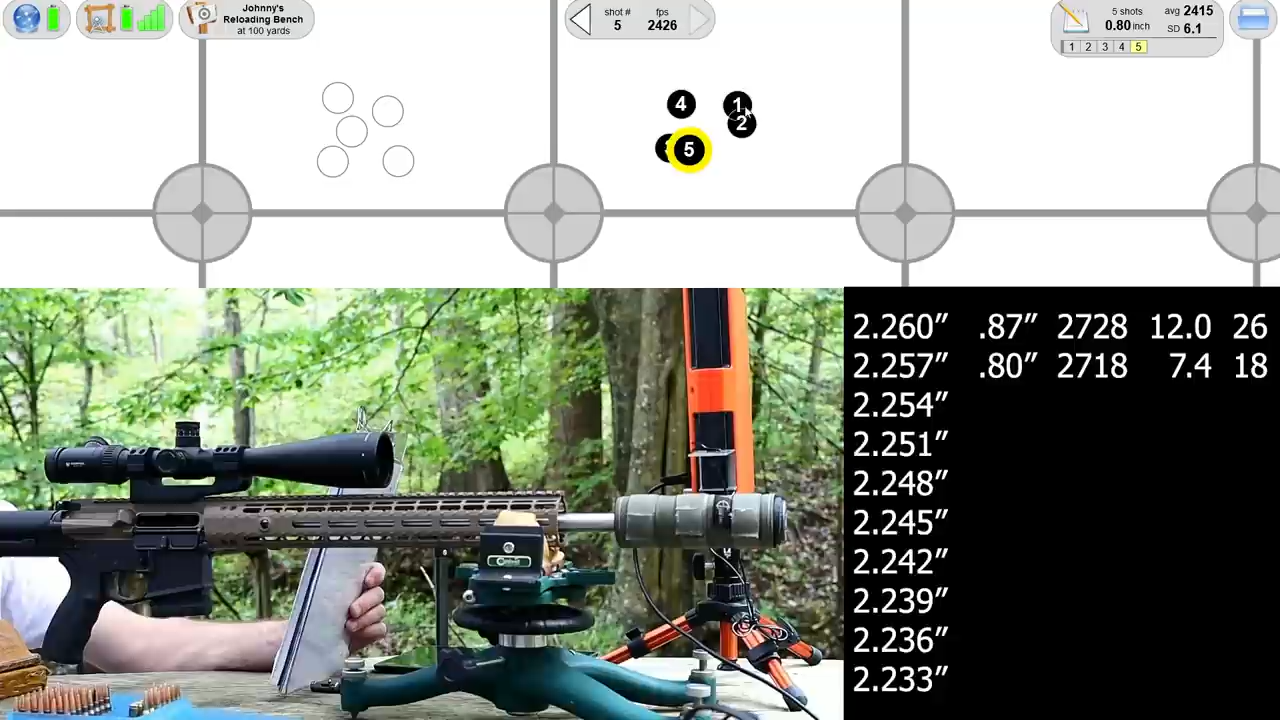 Johnny's
Reloading Bench
at 100 yards
shot #
5
fps
2426
5 shots
0.80 inch
avg 2415
SD 6.1
1 2 3 4 5
4
1
2
5
2.260” .87” 2728 12.0 26
2.257” .80” 2718 7.4 18
2.254”
2.251”
2.248”
2.245”
2.242”
2.239”
2.236”
2.233”